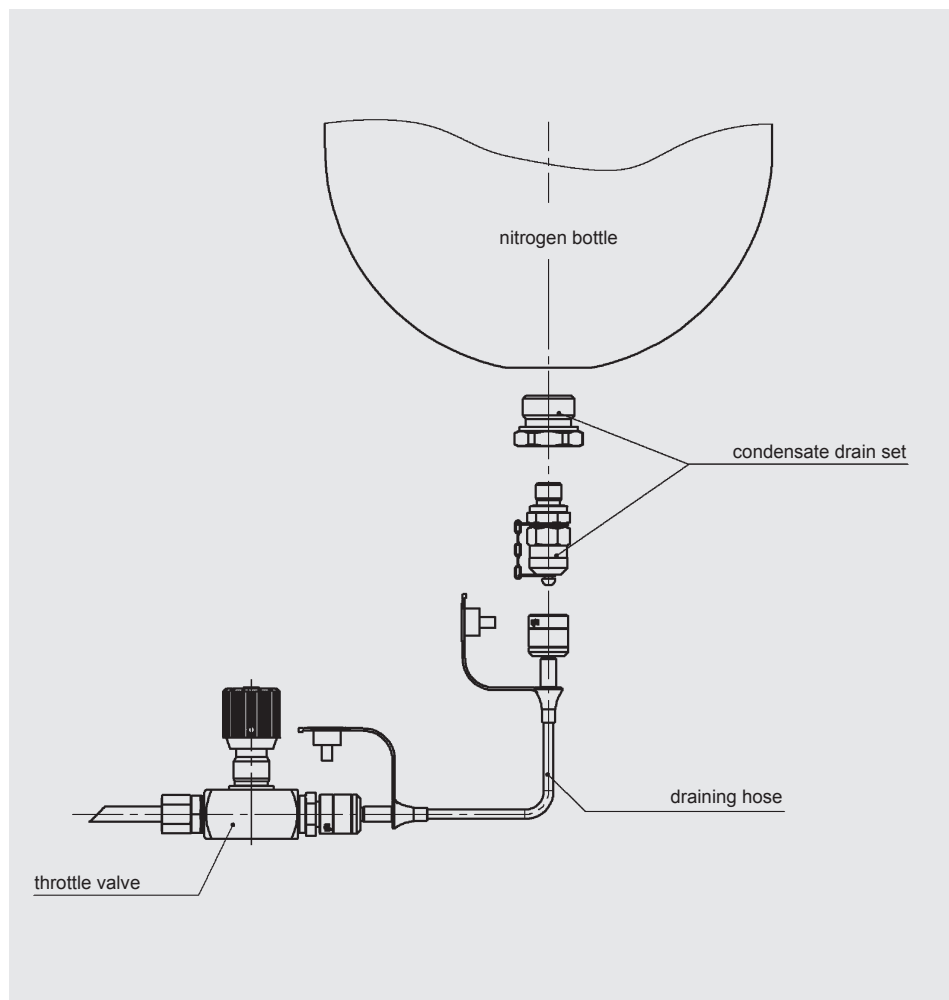 nitrogen bottle
condensate drain set
draining hose
throttle valve